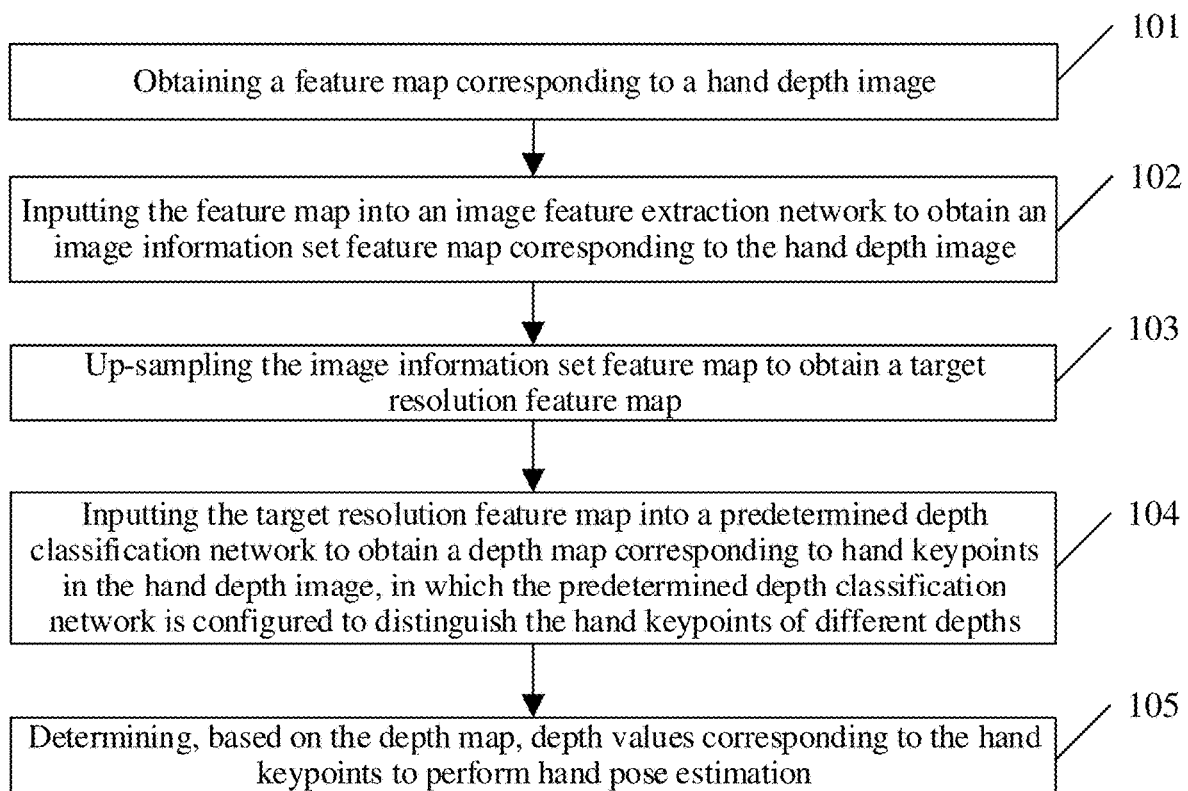 101
Obtaining a feature map corresponding to a hand depth image
102
Inputting the feature map into an image feature extraction network to obtain an
image information set feature map corresponding to the hand depth image
103
Up-sampling the image information set feature map to obtain a target
resolution feature map
104
Inputting the target resolution feature map into a predetermined depth
classification network to obtain a depth map corresponding to hand keypoints
in the hand depth image, in which the predetermined depth classification
network is configured to distinguish the hand keypoints of different depths
105
Determining, based on the depth map, depth values corresponding to the hand
keypoints to perform hand pose estimation